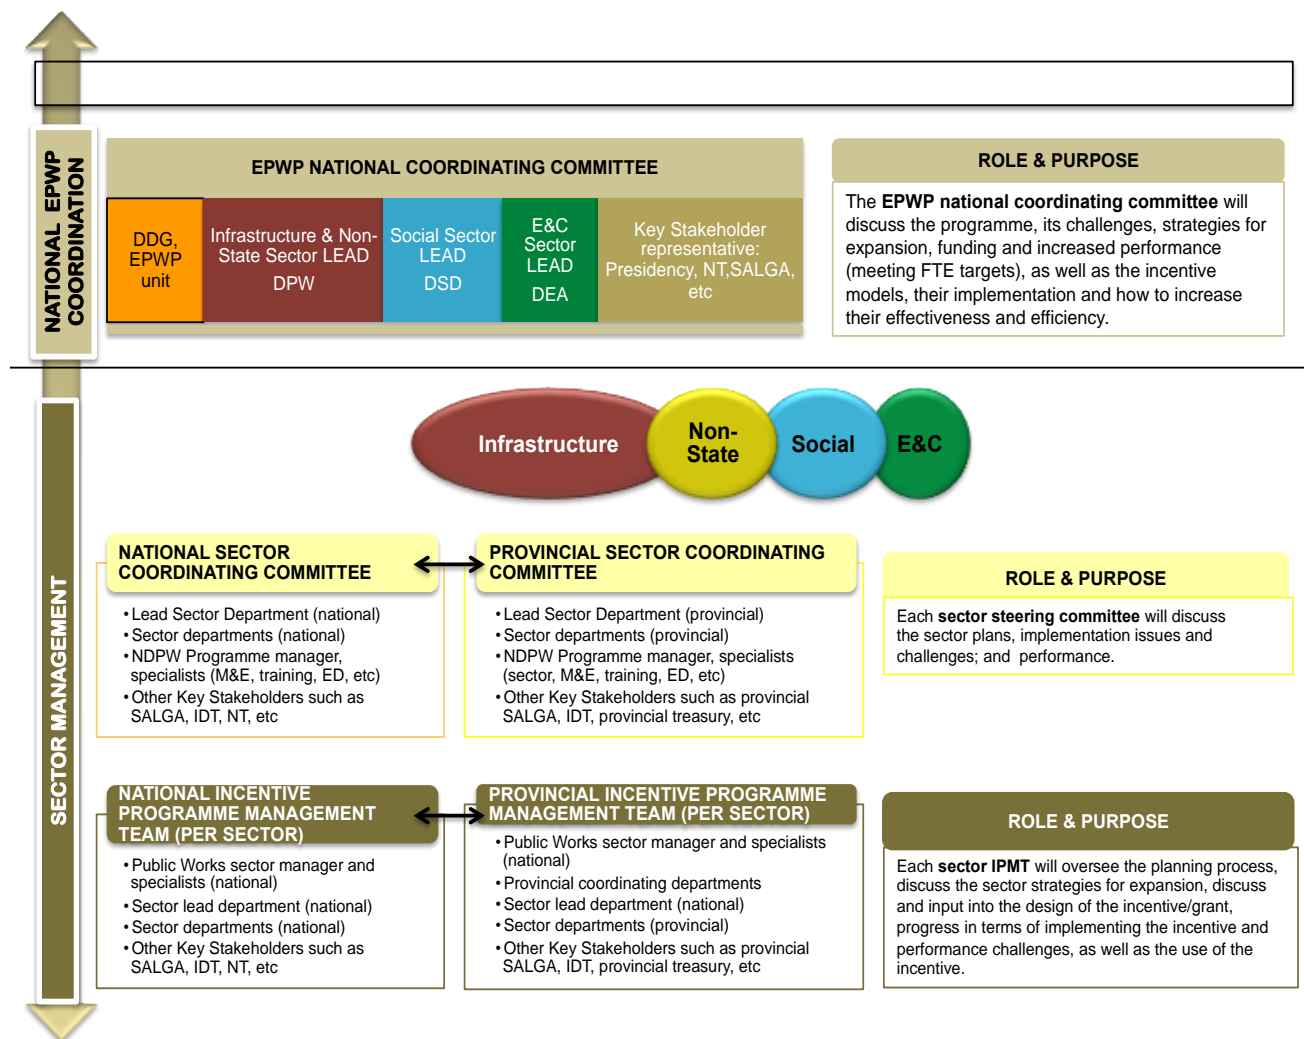 NATIONAL EPWP
COORDINATION
EPWP NATIONAL COORDINATING COMMITTEE
DDG,
EPWP
unit
Infrastructure & Non-
State Sector LEAD
DPW
Social Sector
LEAD
DSD
E&C
Sector
LEAD
DEA
Key Stakeholder
representative:
Presidency, NT,SALGA,
etc
ROLE & PURPOSE
The EPWP national coordinating committee will
discuss the programme, its challenges, strategies for
expansion, funding and increased performance
(meeting FTE targets), as well as the incentive
models, their implementation and how to increase
their effectiveness and efficiency.
SECTOR MANAGEMENT
Infrastructure
Non-
State
Social
E&C
NATIONAL SECTOR
COORDINATING COMMITTEE
• Lead Sector Department (national)
• Sector departments (national)
• NDPW Programme manager,
specialists (M&E, training, ED, etc)
• Other Key Stakeholders such as
SALGA, IDT, NT, etc
PROVINCIAL SECTOR COORDINATING
COMMITTEE
• Lead Sector Department (provincial)
• Sector departments (provincial)
• NDPW Programme manager, specialists
(sector, M&E, training, ED, etc)
• Other Key Stakeholders such as provincial
SALGA, IDT, provincial treasury, etc
ROLE & PURPOSE
Each sector steering committee will discuss
the sector plans, implementation issues and
challenges; and performance.
NATIONAL INCENTIVE
PROGRAMME MANAGEMENT
TEAM (PER SECTOR)
• Public Works sector manager and
specialists (national)
• Sector lead department (national)
• Sector departments (national)
• Other Key Stakeholders such as
SALGA, IDT, NT, etc
PROVINCIAL INCENTIVE PROGRAMME
MANAGEMENT TEAM (PER SECTOR)
• Public Works sector manager and specialists
(national)
• Provincial coordinating departments
• Sector lead department (national)
• Sector departments (provincial)
• Other Key Stakeholders such as provincial
SALGA, IDT, provincial treasury, etc
ROLE & PURPOSE
Each sector IPMT will oversee the planning process,
discuss the sector strategies for expansion, discuss
and input into the design of the incentive/grant,
progress in terms of implementing the incentive and
performance challenges, as well as the use of the
incentive.